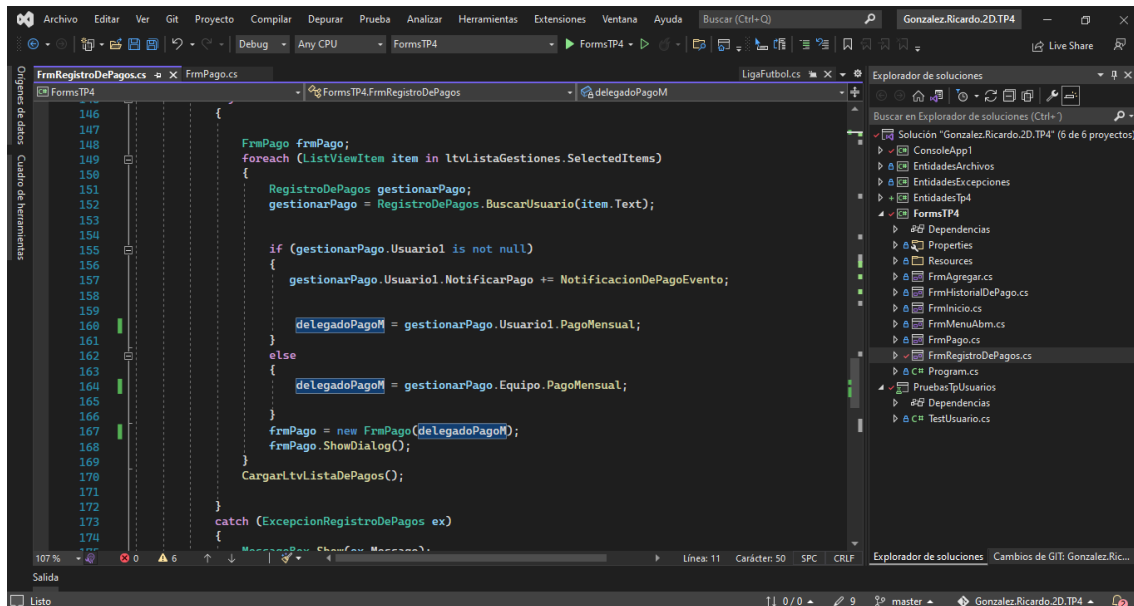 Archivo Editar Ver Git Proyecto Compilar Depurar Prueba Analizar Herramientas Extensiones Ventana Ayuda Buscar (Ctrl+Q) Gonzalez.Ricardo.2D.TP4
Debug Any CPU FormsTP4 FormsTP4 Live Share
Orígenes de datos
Cuadro de herramientas
FrmRegistroDePagos.cs FrmPago.cs LigaFutbol.cs
FormsTP4 FormsTP4.FrmRegistroDePagos delegadoPagoM
146 {
147
148 FrmPago frmPago;
149 foreach (ListViewItem item in ltvListaGestiones.SelectedItems)
150 {
151 RegistroDePagos gestionarPago;
152 gestionarPago = RegistroDePagos.BuscarUsuario(item.Text);
153
154
155 if (gestionarPago.Usuario1 is not null)
156 {
157 gestionarPago.Usuario1.NotificarPago += NotificacionDePagoEvento;
158
159
160 delegadoPagoM = gestionarPago.Usuario1.PagoMensual;
161 }
162 else
163 {
164 delegadoPagoM = gestionarPago.Equipo.PagoMensual;
165
166 }
167 frmPago = new FrmPago(delegadoPagoM);
168 frmPago.ShowDialog();
169 }
170 CargarLtvListaDePagos();
171
172 }
173 catch (ExcepcionRegistroDePagos ex)
174 {
107 % 0 6 Línea: 11 Carácter: 50 SPC CRLF
Explorador de soluciones
Buscar en Explorador de soluciones (Ctrl+´)
Solución "Gonzalez.Ricardo.2D.TP4" (6 de 6 proyectos)
ConsoleApp1
EntidadesArchivos
EntidadesExcepciones
EntidadesTp4
FormsTP4
Dependencias
Properties
Resources
FrmAgregar.cs
FrmHistorialDePago.cs
FrmInicio.cs
FrmMenuAbm.cs
FrmPago.cs
FrmRegistroDePagos.cs
Program.cs
PruebasTpUsuarios
Dependencias
TestUsuario.cs
Explorador de soluciones Cambios de GIT: Gonzalez.Ric...
Salida
Listo 0 / 0 9 master Gonzalez.Ricardo.2D.TP4